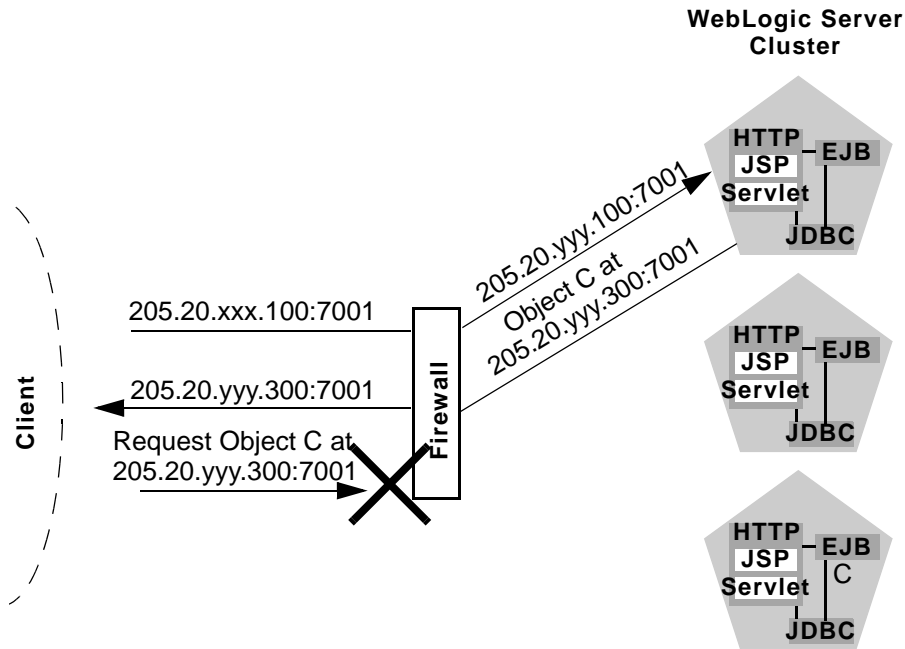 WebLogic Server
Cluster
HTTP
JSP
Servlet
EJB
JDBC
205.20.yyy.100:7001
Object C at
205.20.yyy.300:7001
205.20.xxx.100:7001
205.20.yyy.300:7001
Request Object C at
205.20.yyy.300:7001
Client
Firewall
HTTP
JSP
Servlet
EJB
JDBC
HTTP
JSP
Servlet
EJB
C
JDBC